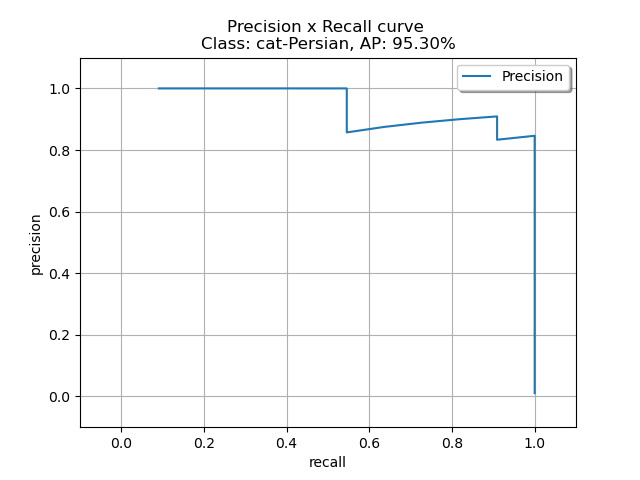 Precision x Recall curve
Class: cat-Persian, AP: 95.30%
Precision
1.0
0.8
0.6
0.4
0.2
0.0
precision
0.0 0.2 0.4 0.6 0.8 1.0
recall